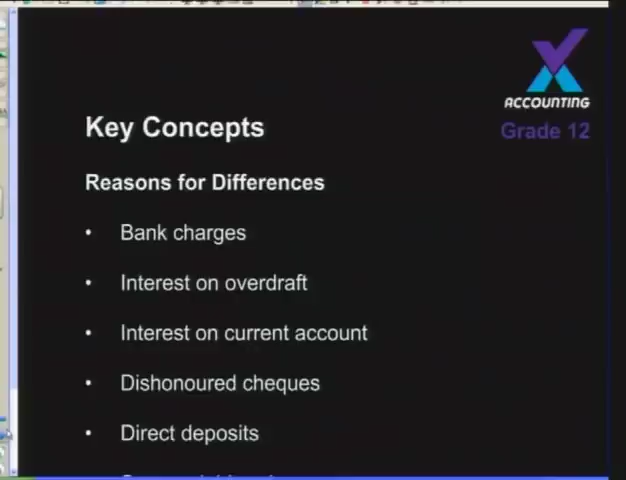 ACCOUNTING
Grade 12
Key Concepts
Reasons for Differences
• Bank charges
• Interest on overdraft
• Interest on current account
• Dishonoured cheques
• Direct deposits